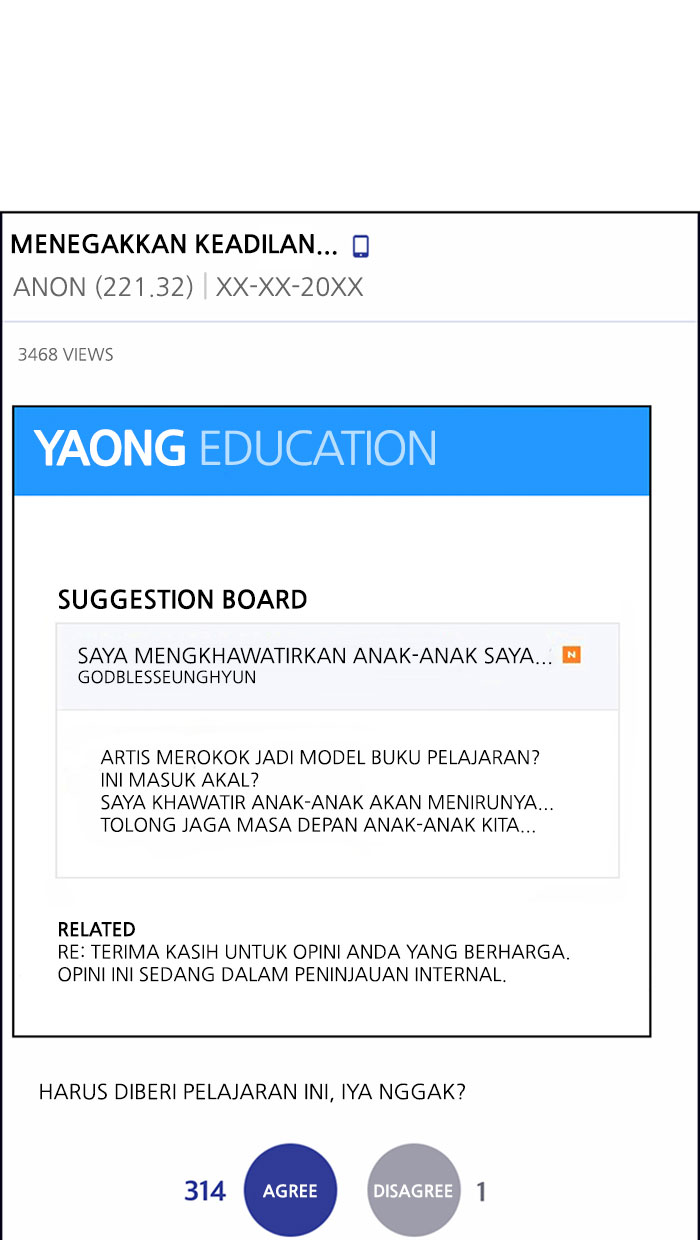 MENEGAKKAN KEADILAN...
ANON (221.32) | XX-XX-20XX
3468 VIEWS
YAONG EDUCATION
SUGGESTION BOARD
SAYA MENGKHAWATIRKAN ANAK-ANAK SAYA... N
GODBLESSEUNGHYUN
ARTIS MEROKOK JADI MODEL BUKU PELAJARAN?
INI MASUK AKAL?
SAYA KHAWATIR ANAK-ANAK AKAN MENIRUNYA...
TOLONG JAGA MASA DEPAN ANAK-ANAK KITA...
RELATED
RE: TERIMA KASIH UNTUK OPINI ANDA YANG BERHARGA.
OPINI INI SEDANG DALAM PENINJAUAN INTERNAL.
HARUS DIBERI PELAJARAN INI, IYA NGGAK?
314 AGREE DISAGREE 1